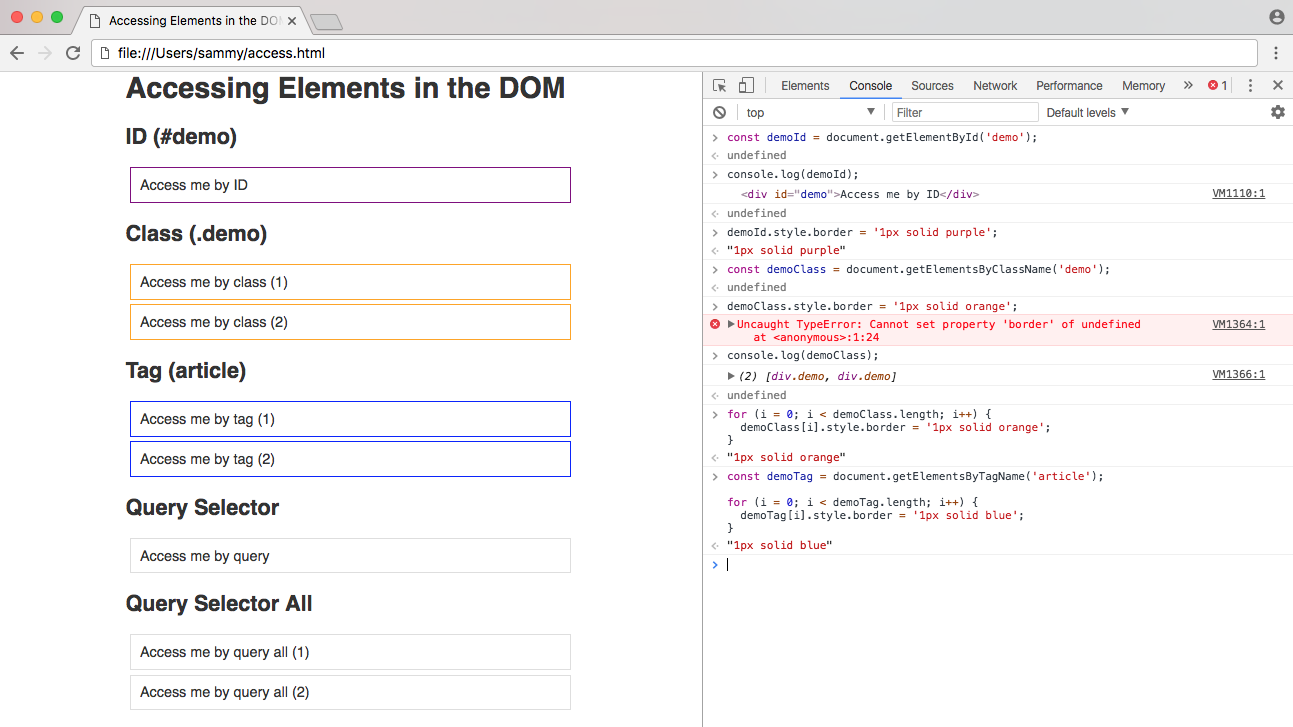 Accessing Elements in the DO
file:///Users/sammy/access.html
Accessing Elements in the DOM
ID (#demo)
Access me by ID
Class (.demo)
Access me by class (1)
Access me by class (2)
Tag (article)
Access me by tag (1)
Access me by tag (2)
Query Selector
Access me by query
Query Selector All
Access me by query all (1)
Access me by query all (2)
Elements Console Sources Network Performance Memory » 1
top Filter Default levels
> const demoId = document.getElementById('demo');
undefined
> console.log(demoId);
<div id="demo">Access me by ID</div> VM1110:1
undefined
> demoId.style.border = '1px solid purple';
"1px solid purple"
> const demoClass = document.getElementsByClassName('demo');
undefined
> demoClass.style.border = '1px solid orange';
Uncaught TypeError: Cannot set property 'border' of undefined VM1364:1
at <anonymous>:1:24
> console.log(demoClass);
(2) [div.demo, div.demo] VM1366:1
undefined
> for (i = 0; i < demoClass.length; i++) {
demoClass[i].style.border = '1px solid orange';
}
"1px solid orange"
> const demoTag = document.getElementsByTagName('article');
for (i = 0; i < demoTag.length; i++) {
demoTag[i].style.border = '1px solid blue';
}
"1px solid blue"
>